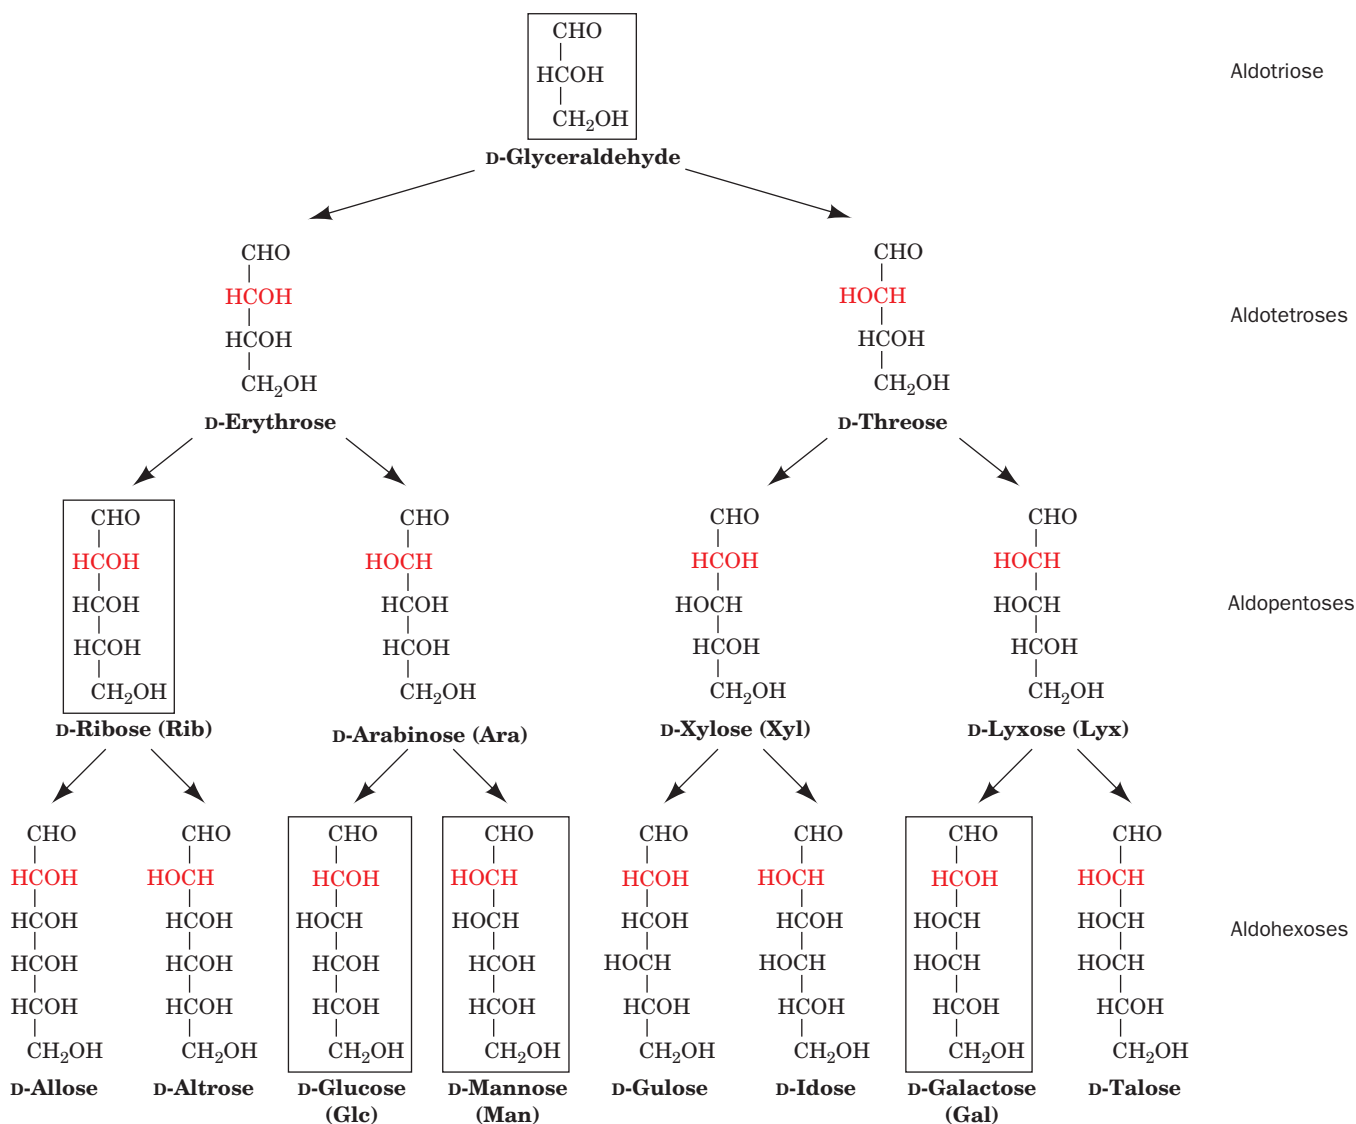 CHO
HCOH
CH₂OH
Aldotriose
D-Glyceraldehyde
CHO CHO
HCOH HOCH
HCOH HCOH
CH₂OH CH₂OH
Aldotetroses
D-Erythrose D-Threose
CHO CHO CHO CHO
HCOH HOCH HCOH HOCH
HCOH HCOH HOCH HOCH
HCOH HCOH HCOH HCOH
CH₂OH CH₂OH CH₂OH CH₂OH
Aldopentoses
D-Ribose (Rib) D-Arabinose (Ara) D-Xylose (Xyl) D-Lyxose (Lyx)
CHO CHO CHO CHO CHO CHO CHO CHO
HCOH HOCH HCOH HOCH HCOH HOCH HCOH HOCH
HCOH HCOH HOCH HOCH HCOH HCOH HOCH HOCH
HCOH HCOH HCOH HCOH HOCH HOCH HOCH HOCH
HCOH HCOH HCOH HCOH HCOH HCOH HCOH HCOH
CH₂OH CH₂OH CH₂OH CH₂OH CH₂OH CH₂OH CH₂OH CH₂OH
Aldohexoses
D-Allose D-Altrose D-Glucose D-Mannose D-Gulose D-Idose D-Galactose D-Talose
(Glc) (Man) (Gal)